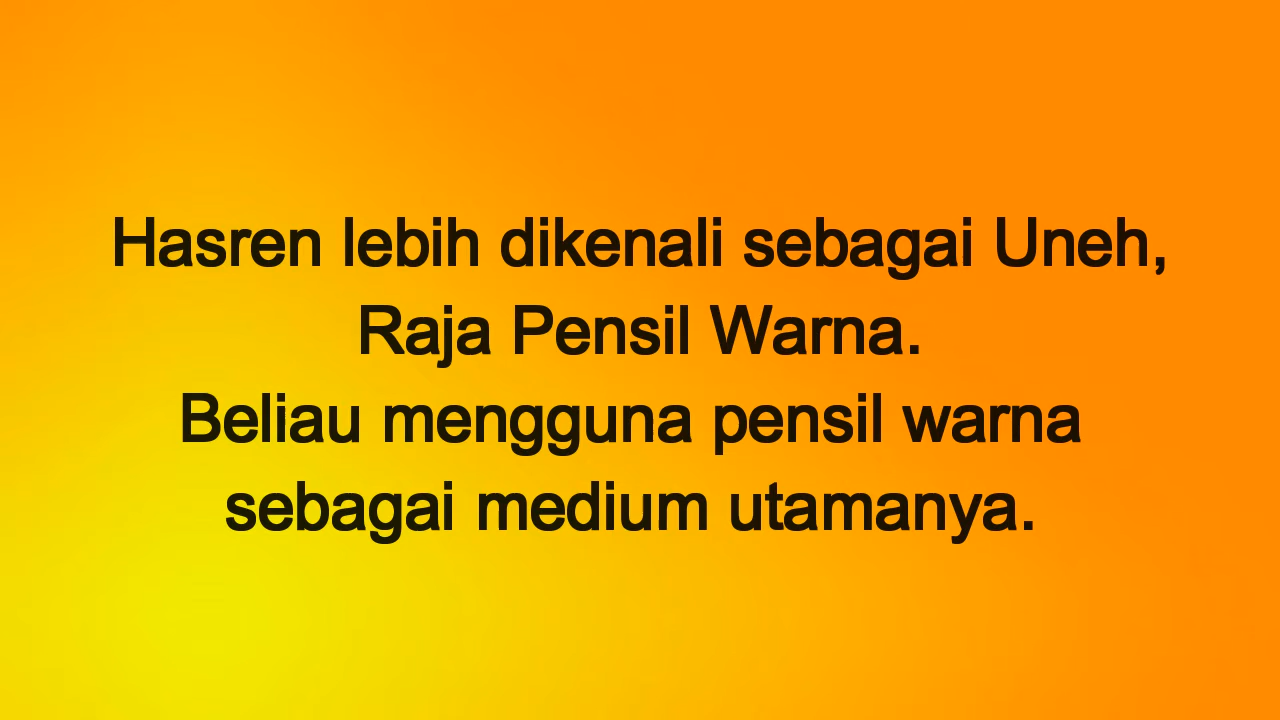 Hasren lebih dikenali sebagai Uneh,
Raja Pensil Warna.
Beliau mengguna pensil warna
sebagai medium utamanya.